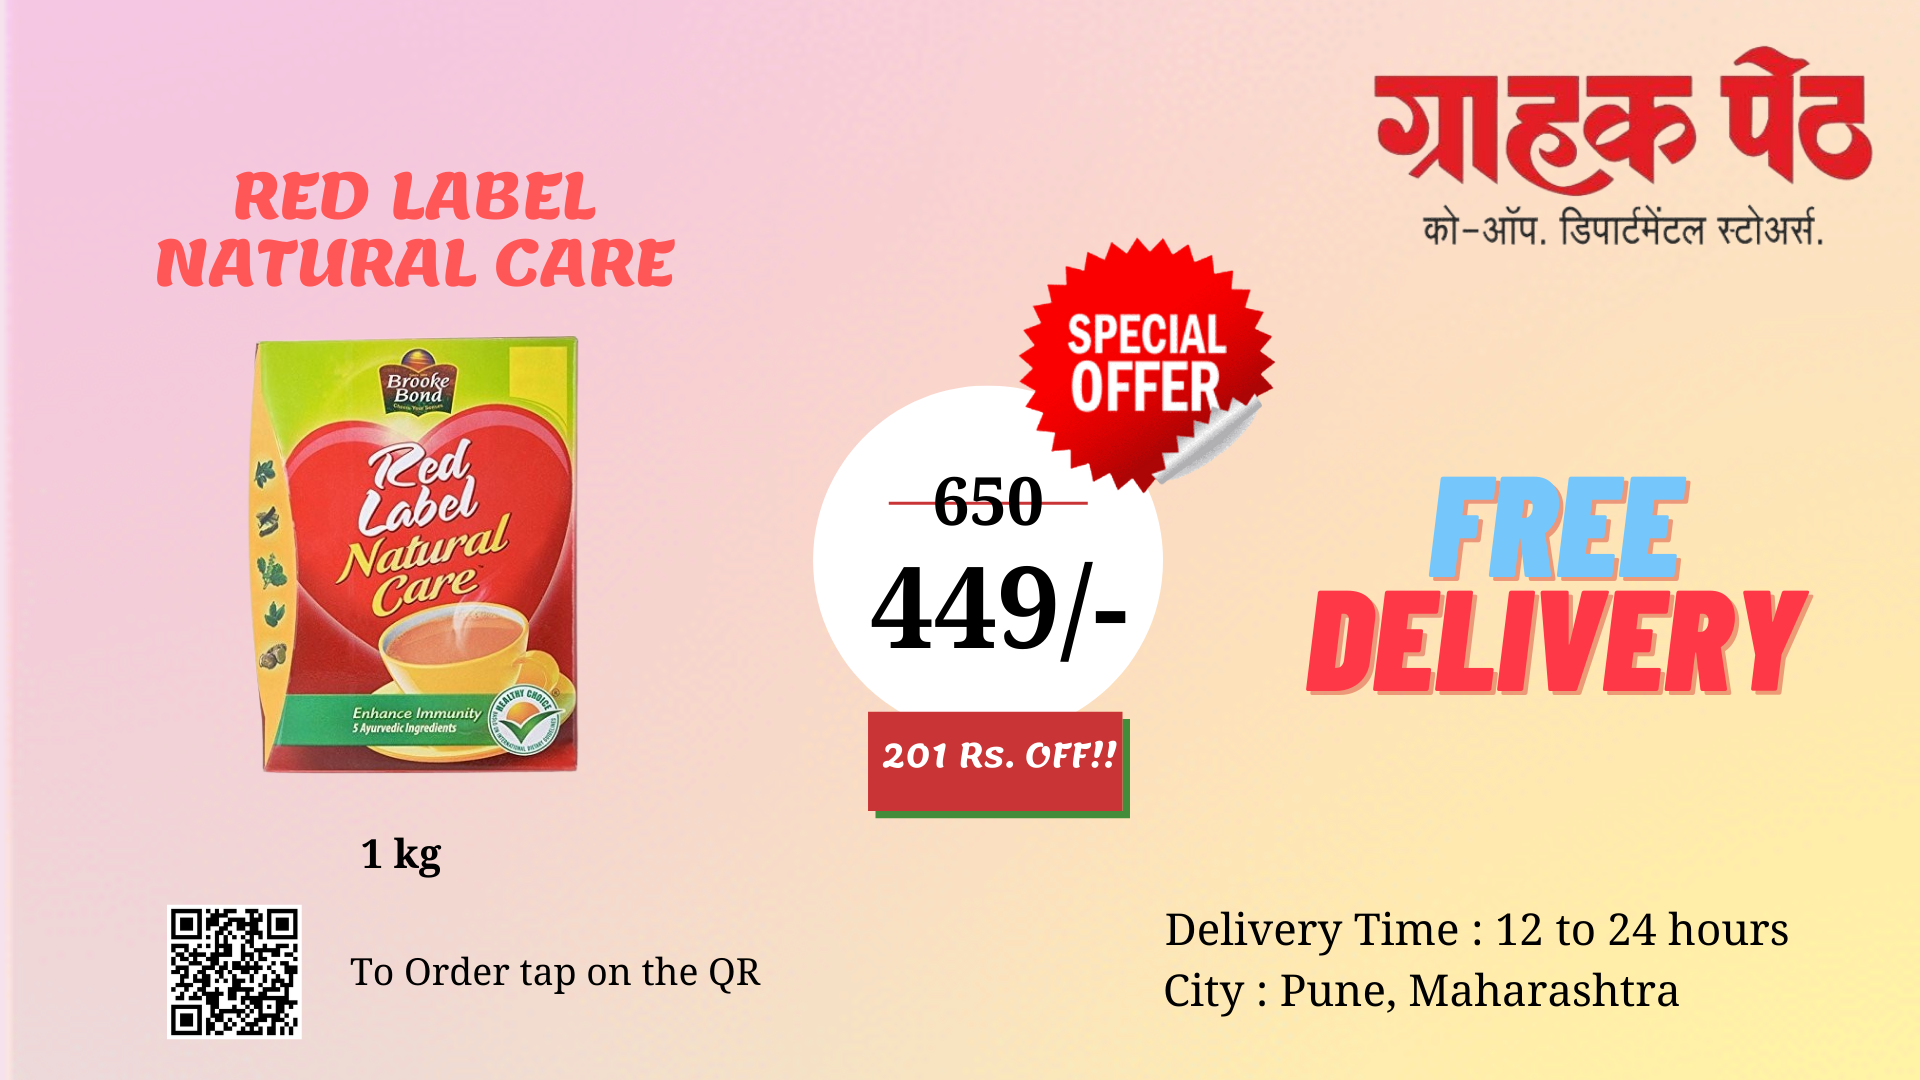 ग्राहक पेठ
को-ऑप. डिपार्टमेंटल स्टोअर्स.
RED LABEL
NATURAL CARE
Brooke
Bond
Red
Label
Natural
Care
Enhance Immunity
5 Ayurvedic Ingredients
HEALTHY CHOICE
1 kg
To Order tap on the QR
SPECIAL
OFFER
650
449/-
201 Rs. OFF!!
FREE
DELIVERY
Delivery Time : 12 to 24 hours
City : Pune, Maharashtra